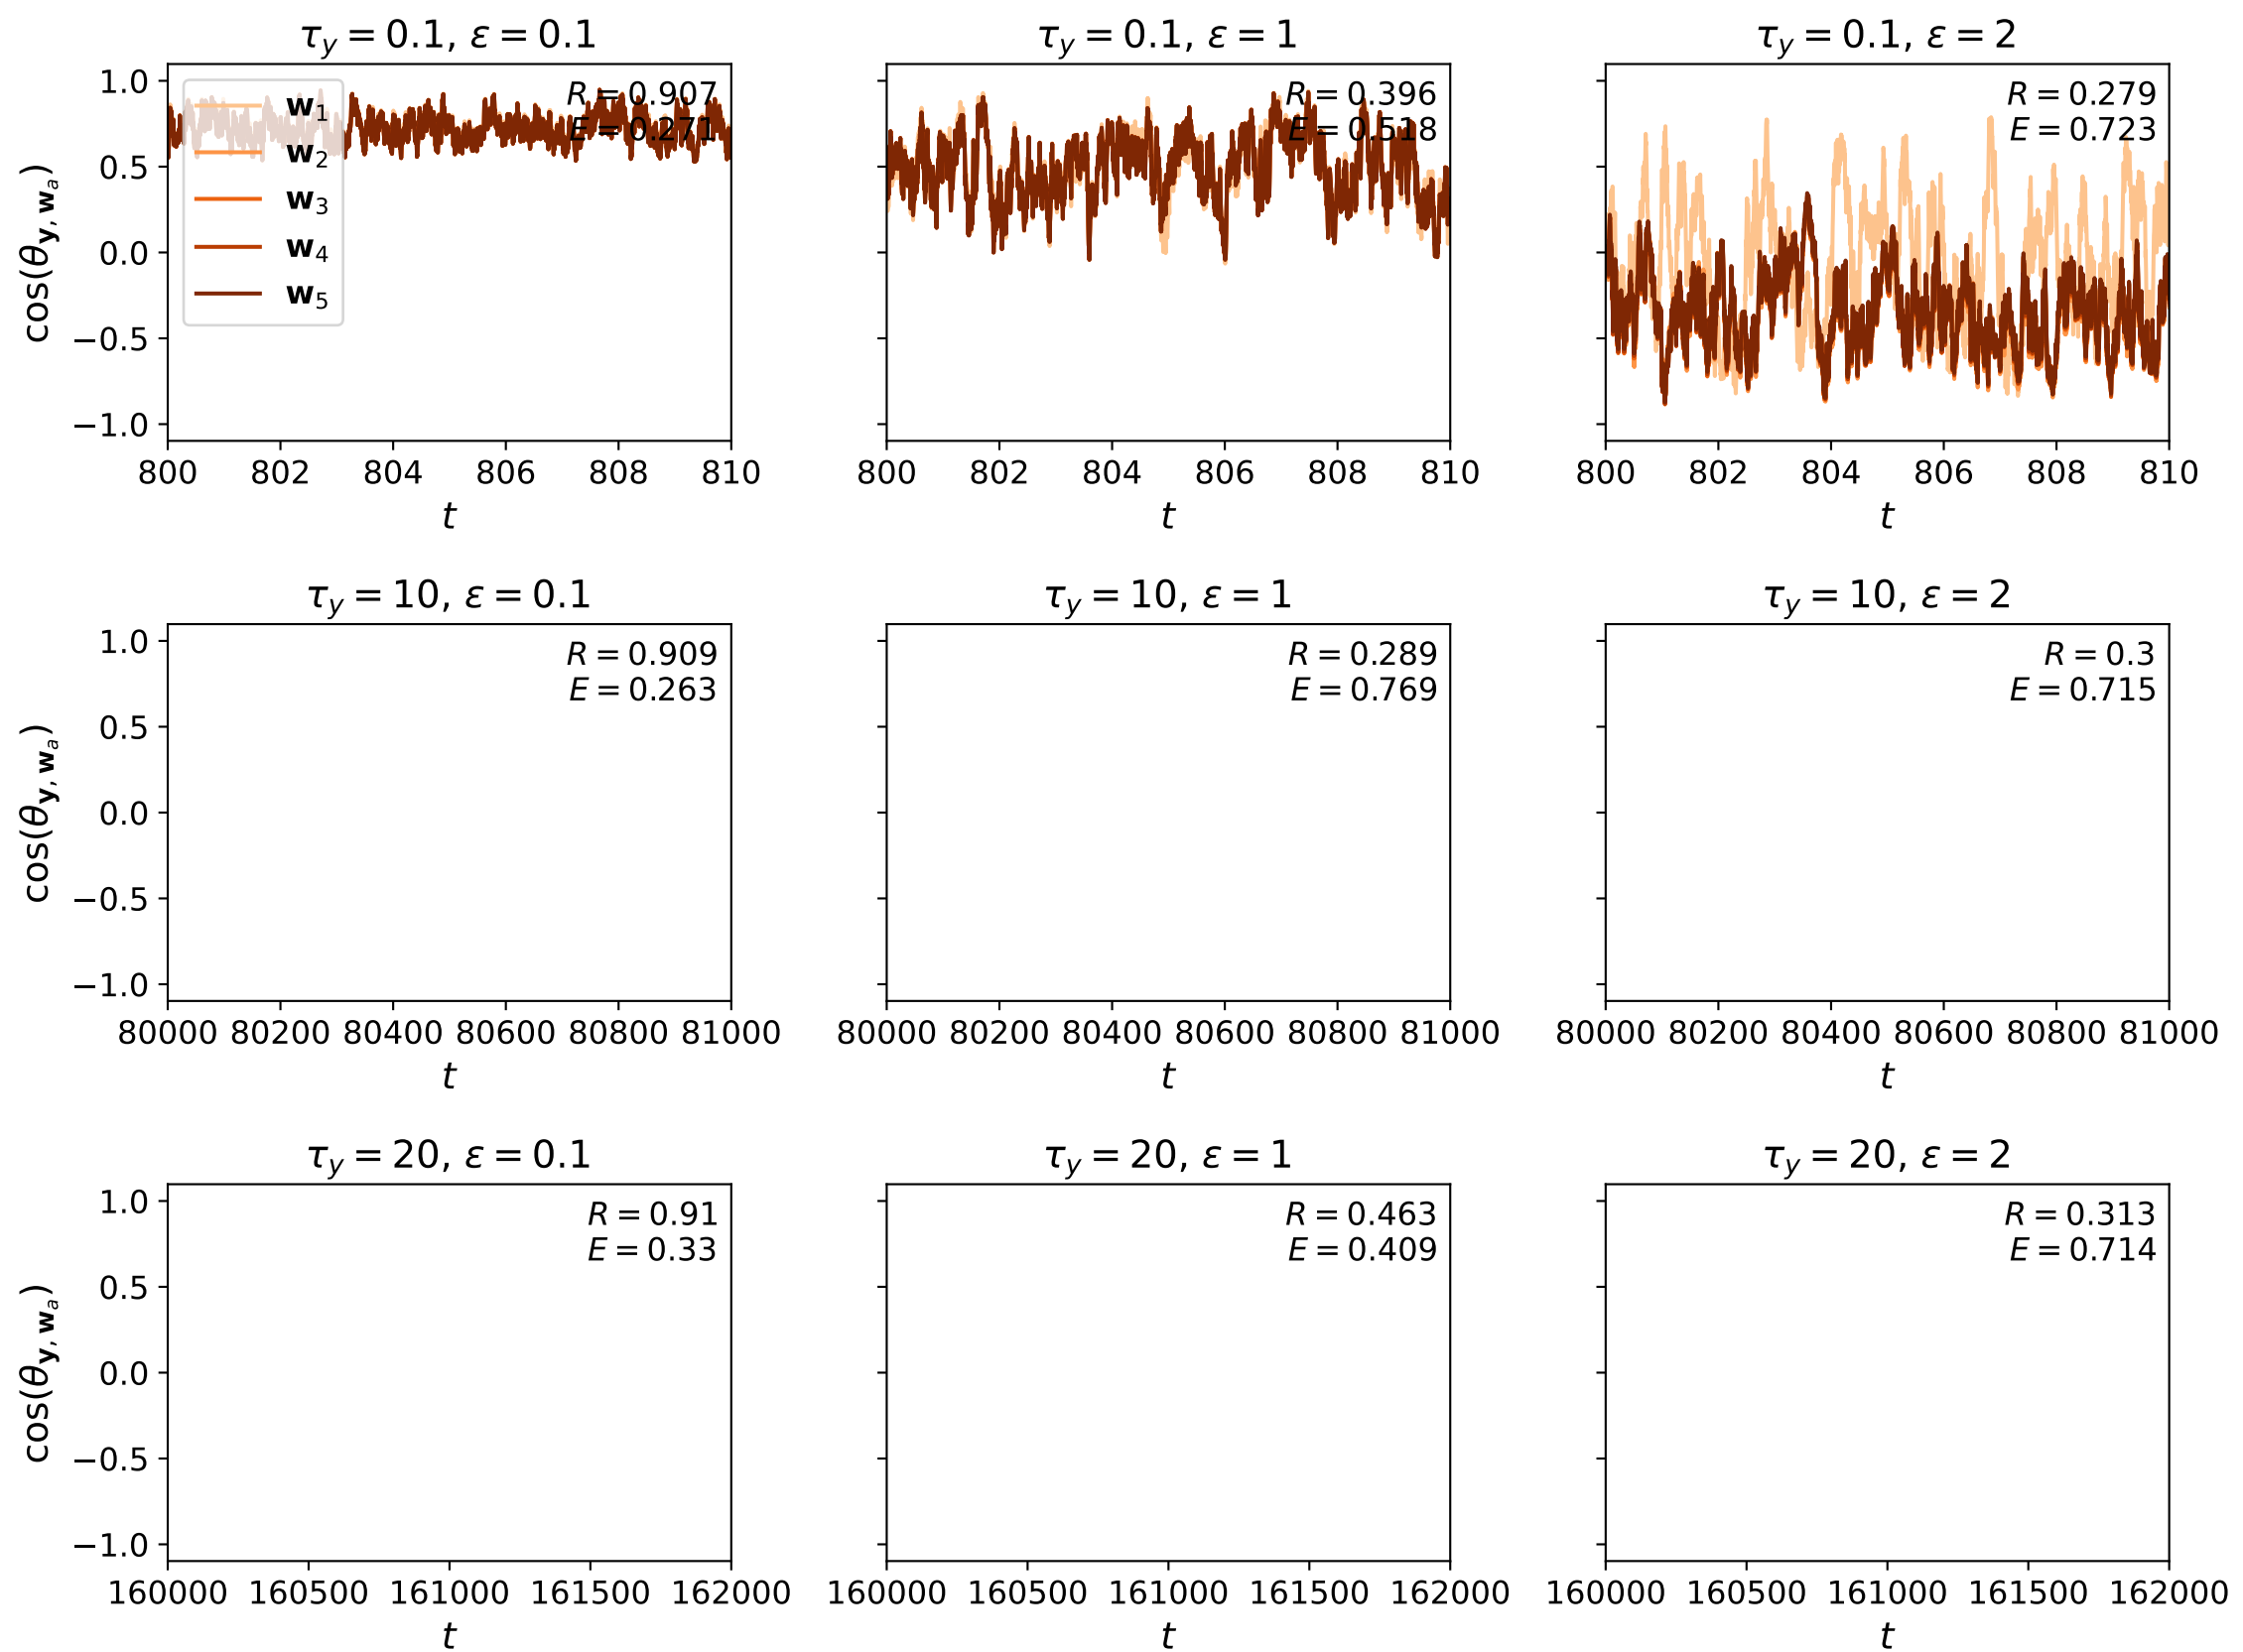 τy = 0.1, ε = 0.1
τy = 0.1, ε = 1
τy = 0.1, ε = 2
cos(θy, wa)
1.0
0.5
0.0
−0.5
−1.0
w1
w2
w3
w4
w5
R = 0.907
E = 0.271
R = 0.396
E = 0.518
R = 0.279
E = 0.723
800 802 804 806 808 810
800 802 804 806 808 810
800 802 804 806 808 810
t
t
t
τy = 10, ε = 0.1
τy = 10, ε = 1
τy = 10, ε = 2
cos(θy, wa)
1.0
0.5
0.0
−0.5
−1.0
R = 0.909
E = 0.263
R = 0.289
E = 0.769
R = 0.3
E = 0.715
80000 80200 80400 80600 80800 81000
80000 80200 80400 80600 80800 81000
80000 80200 80400 80600 80800 81000
t
t
t
τy = 20, ε = 0.1
τy = 20, ε = 1
τy = 20, ε = 2
cos(θy, wa)
1.0
0.5
0.0
−0.5
−1.0
R = 0.91
E = 0.33
R = 0.463
E = 0.409
R = 0.313
E = 0.714
160000 160500 161000 161500 162000
160000 160500 161000 161500 162000
160000 160500 161000 161500 162000
t
t
t